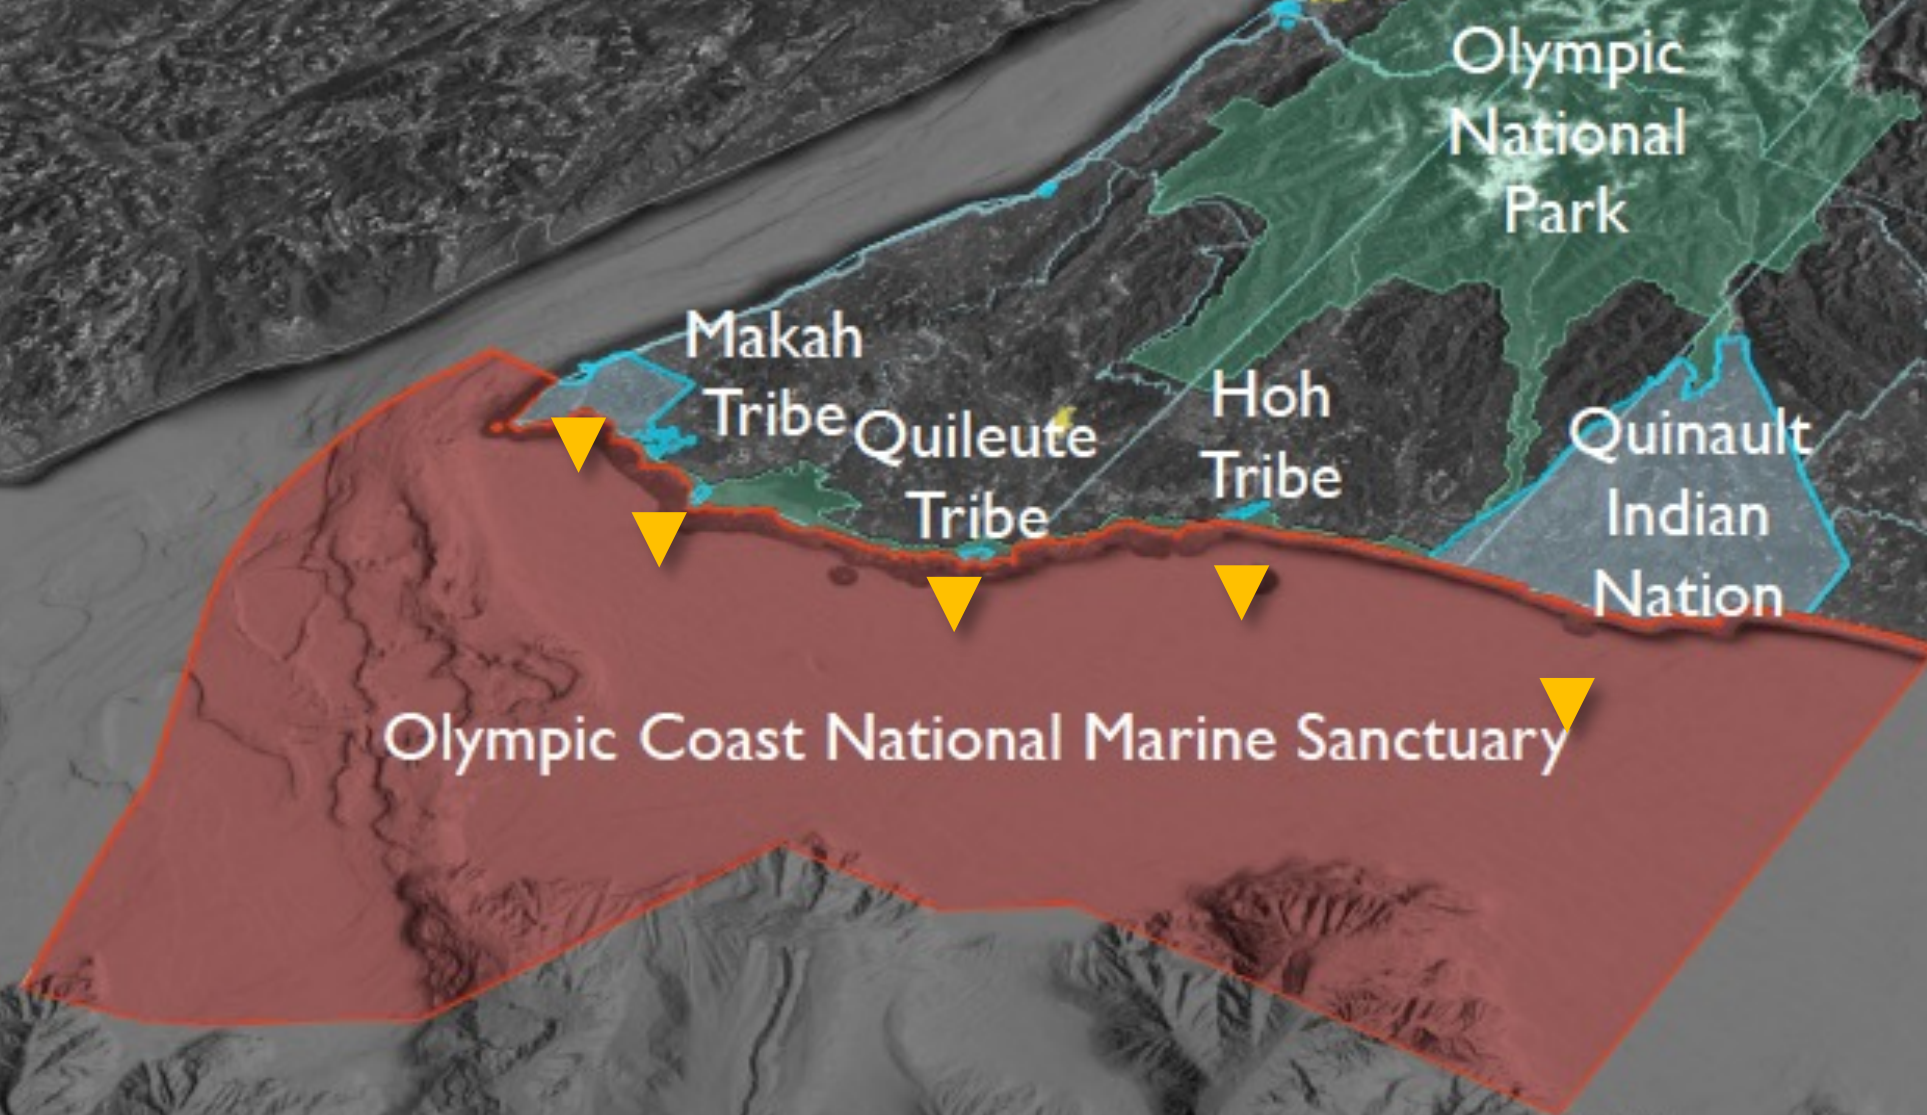 Olympic
National
Park
Makah
Tribe
Quileute
Tribe
Hoh
Tribe
Quinault
Indian
Nation
Olympic Coast National Marine Sanctuary